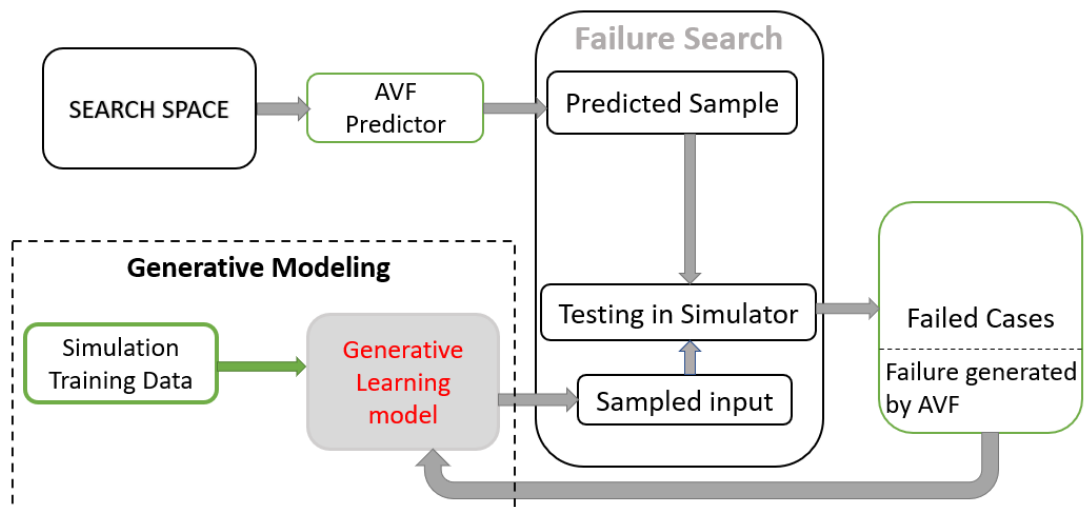 Failure Search
SEARCH SPACE
AVF
Predictor
Predicted Sample
Generative Modeling
Simulation
Training Data
Generative
Learning
model
Testing in Simulator
Sampled input
Failed Cases
Failure generated
by AVF